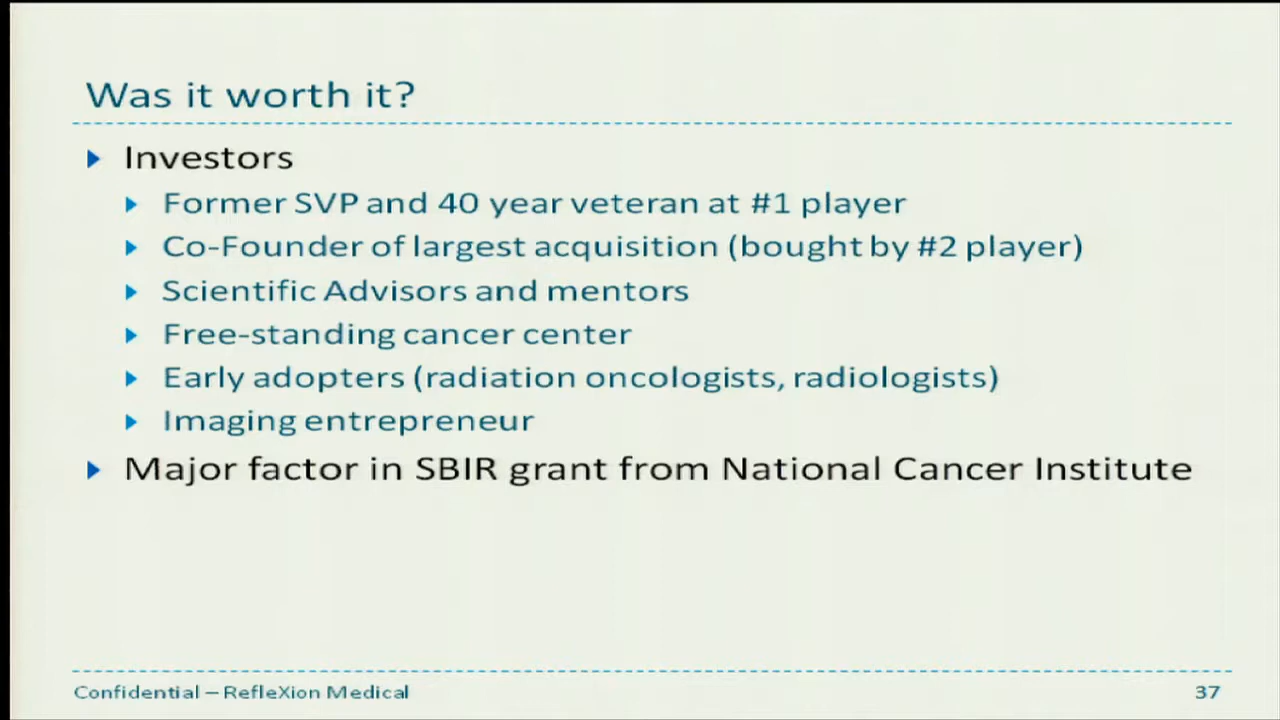 Was it worth it?
Investors
Former SVP and 40 year veteran at #1 player
Co-Founder of largest acquisition (bought by #2 player)
Scientific Advisors and mentors
Free-standing cancer center
Early adopters (radiation oncologists, radiologists)
Imaging entrepreneur
Major factor in SBIR grant from National Cancer Institute
Confidential – RefleXion Medical
37